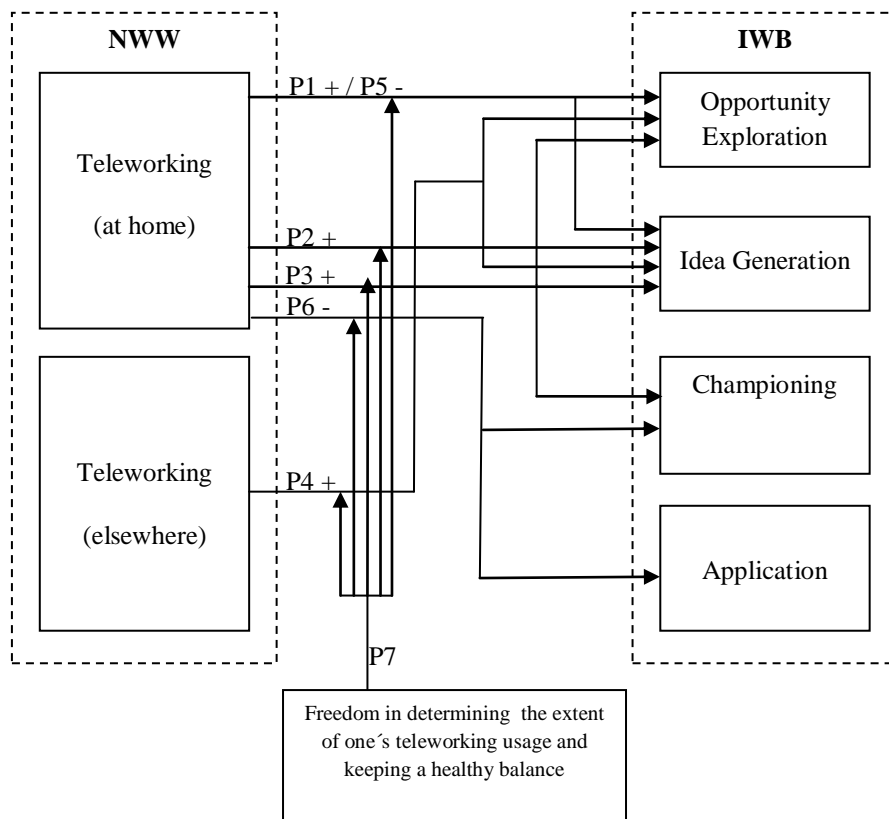 NWW
IWB
Teleworking
(at home)
P1 + / P5 -
Opportunity
Exploration
P2 +
P3 +
P6 -
Idea Generation
Teleworking
(elsewhere)
P4 +
Championing
Application
P7
Freedom in determining the extent
of one´s teleworking usage and
keeping a healthy balance